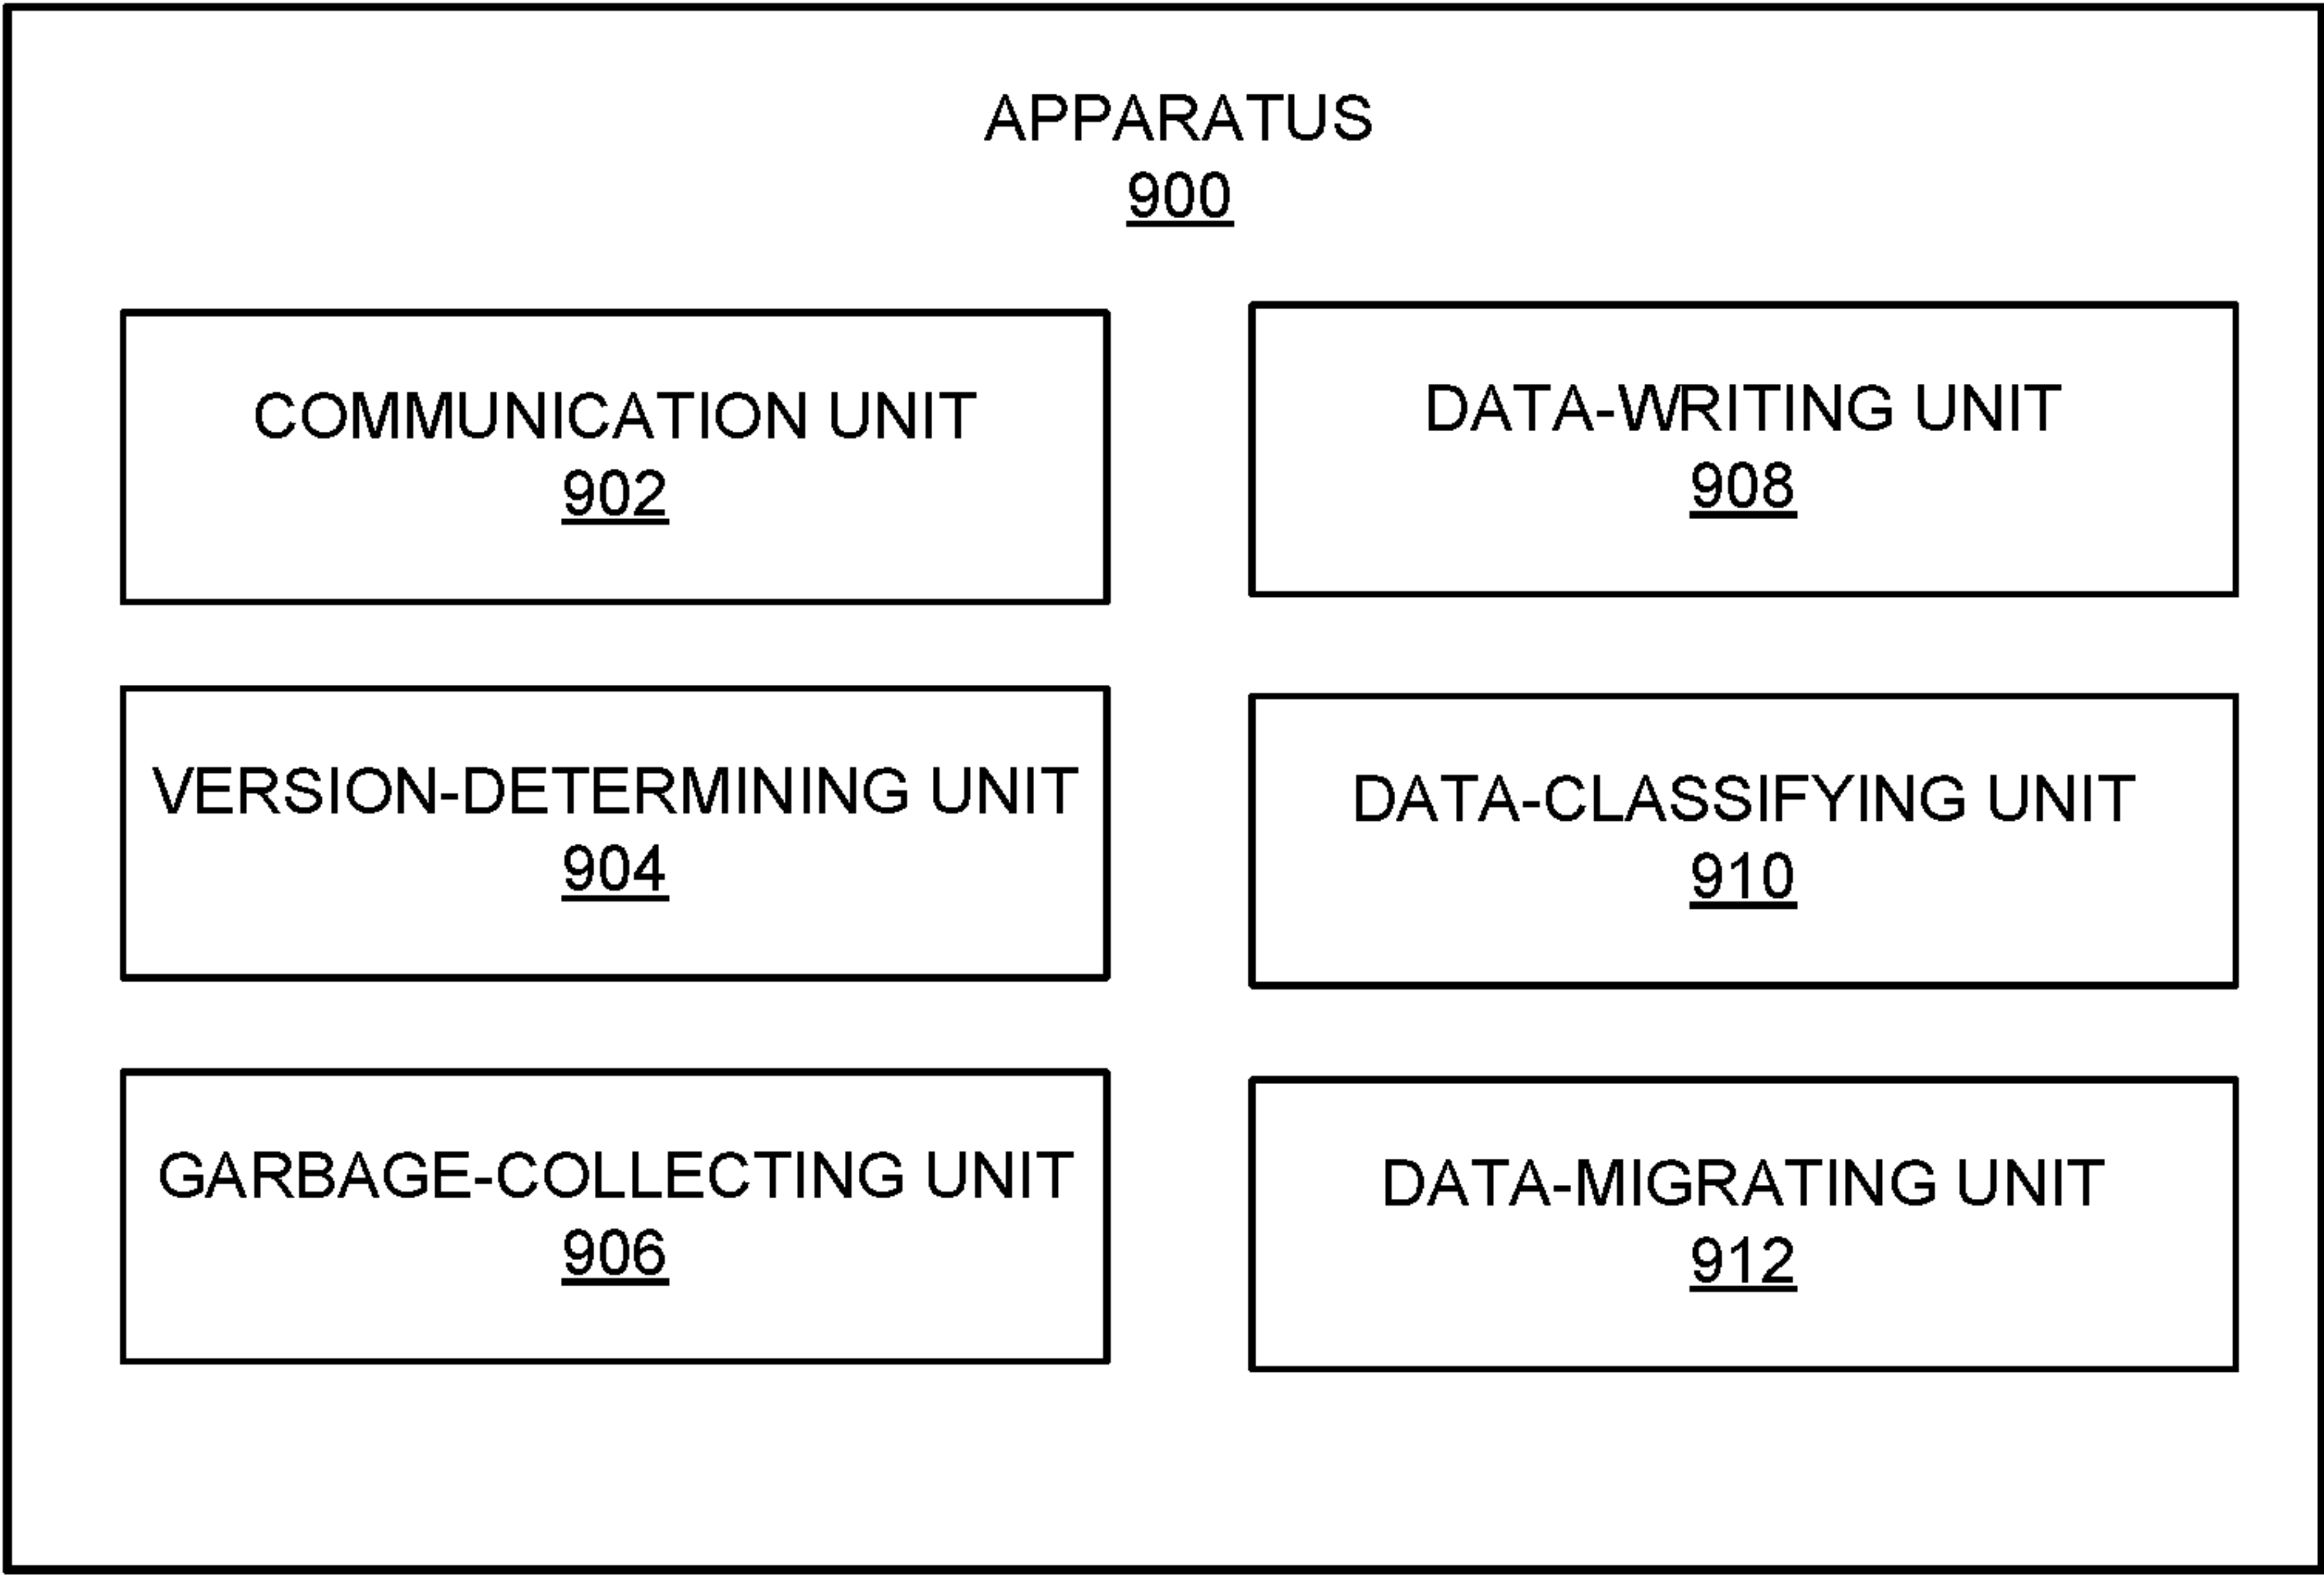 APPARATUS
900
COMMUNICATION UNIT
902
VERSION-DETERMINING UNIT
904
GARBAGE-COLLECTING UNIT
906
DATA-WRITING UNIT
908
DATA-CLASSIFYING UNIT
910
DATA-MIGRATING UNIT
912